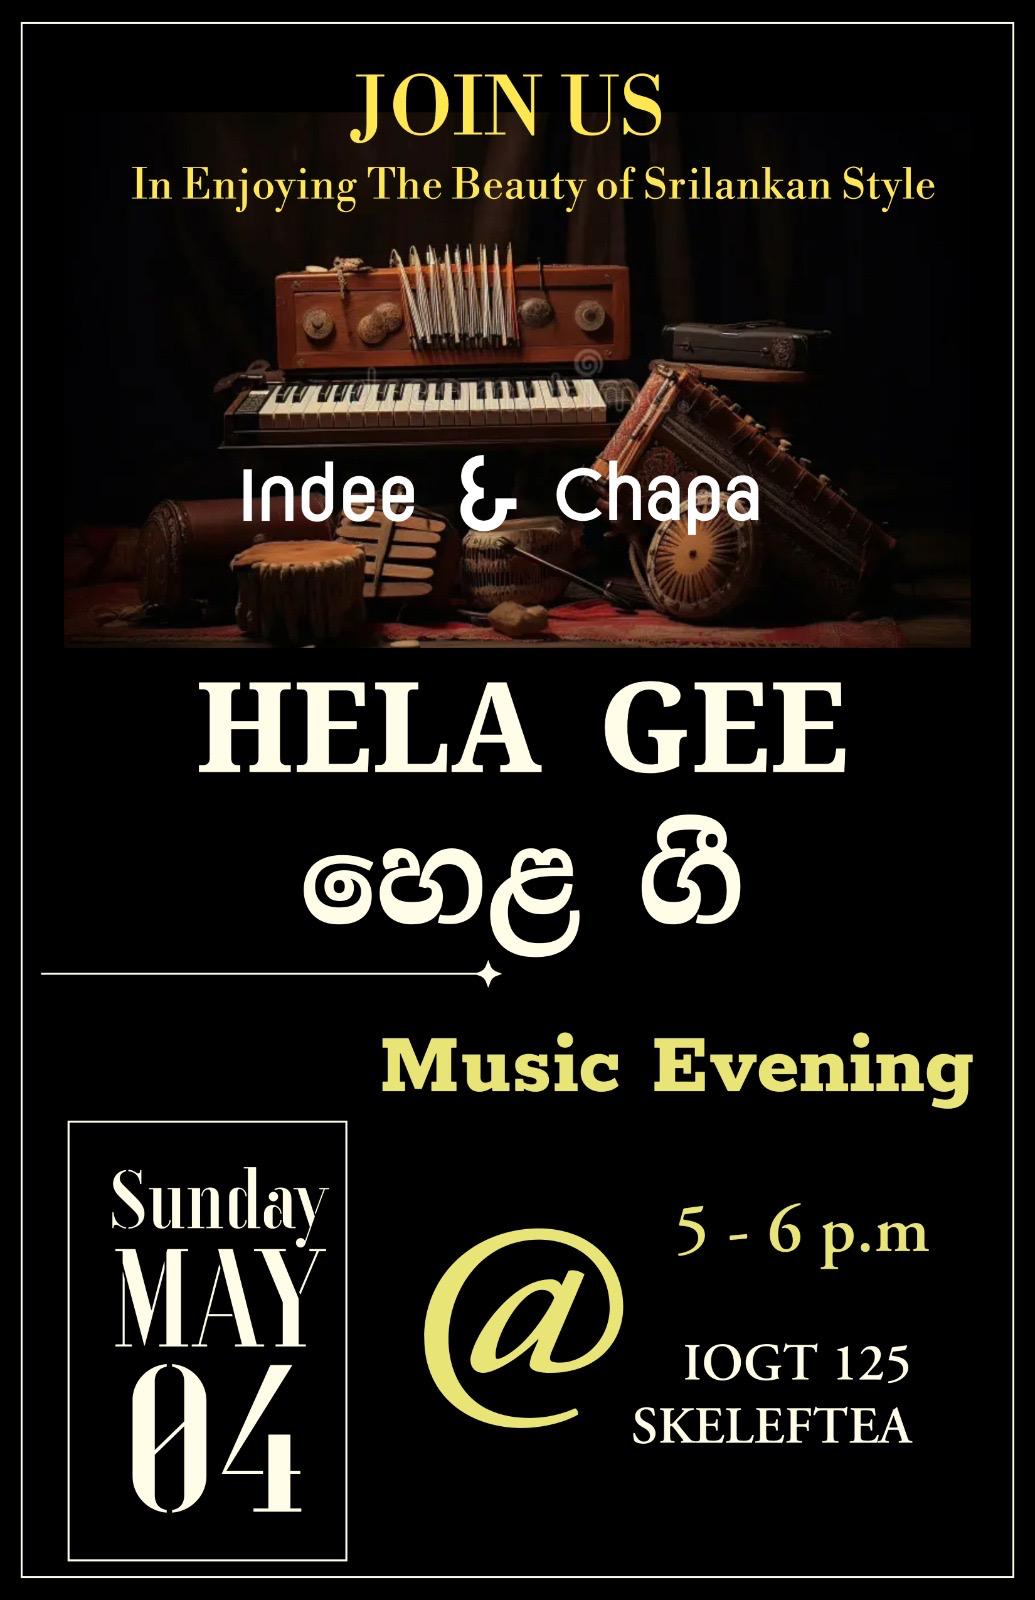 JOIN US
In Enjoying The Beauty of Srilankan Style
Indee & Chapa
HELA GEE
හෙළ ගී
Music Evening
Sunday
MAY
04
@
5 - 6 p.m
IOGT 125
SKELEFTEA